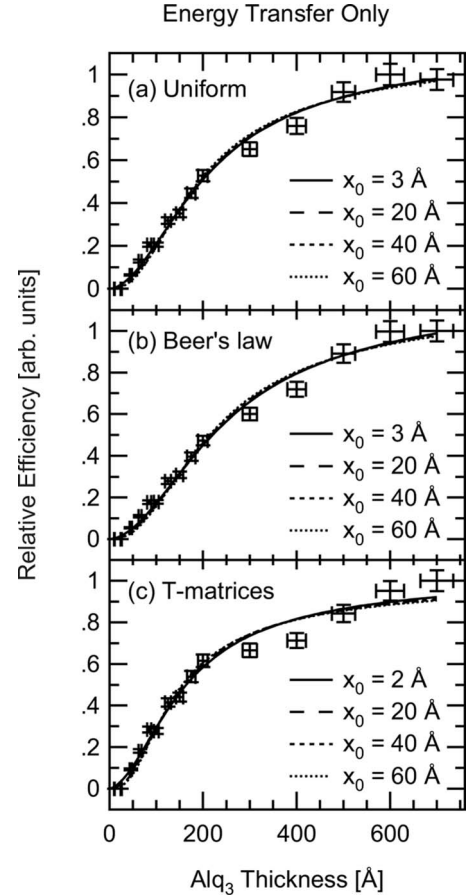 Energy Transfer Only
Relative Efficiency [arb. units]
1
.8
.6
.4
.2
0
(a) Uniform
x₀ = 3 Å
x₀ = 20 Å
x₀ = 40 Å
x₀ = 60 Å
1
.8
.6
.4
.2
0
(b) Beer's law
x₀ = 3 Å
x₀ = 20 Å
x₀ = 40 Å
x₀ = 60 Å
1
.8
.6
.4
.2
0
(c) T-matrices
x₀ = 2 Å
x₀ = 20 Å
x₀ = 40 Å
x₀ = 60 Å
0 200 400 600
Alq₃ Thickness [Å]